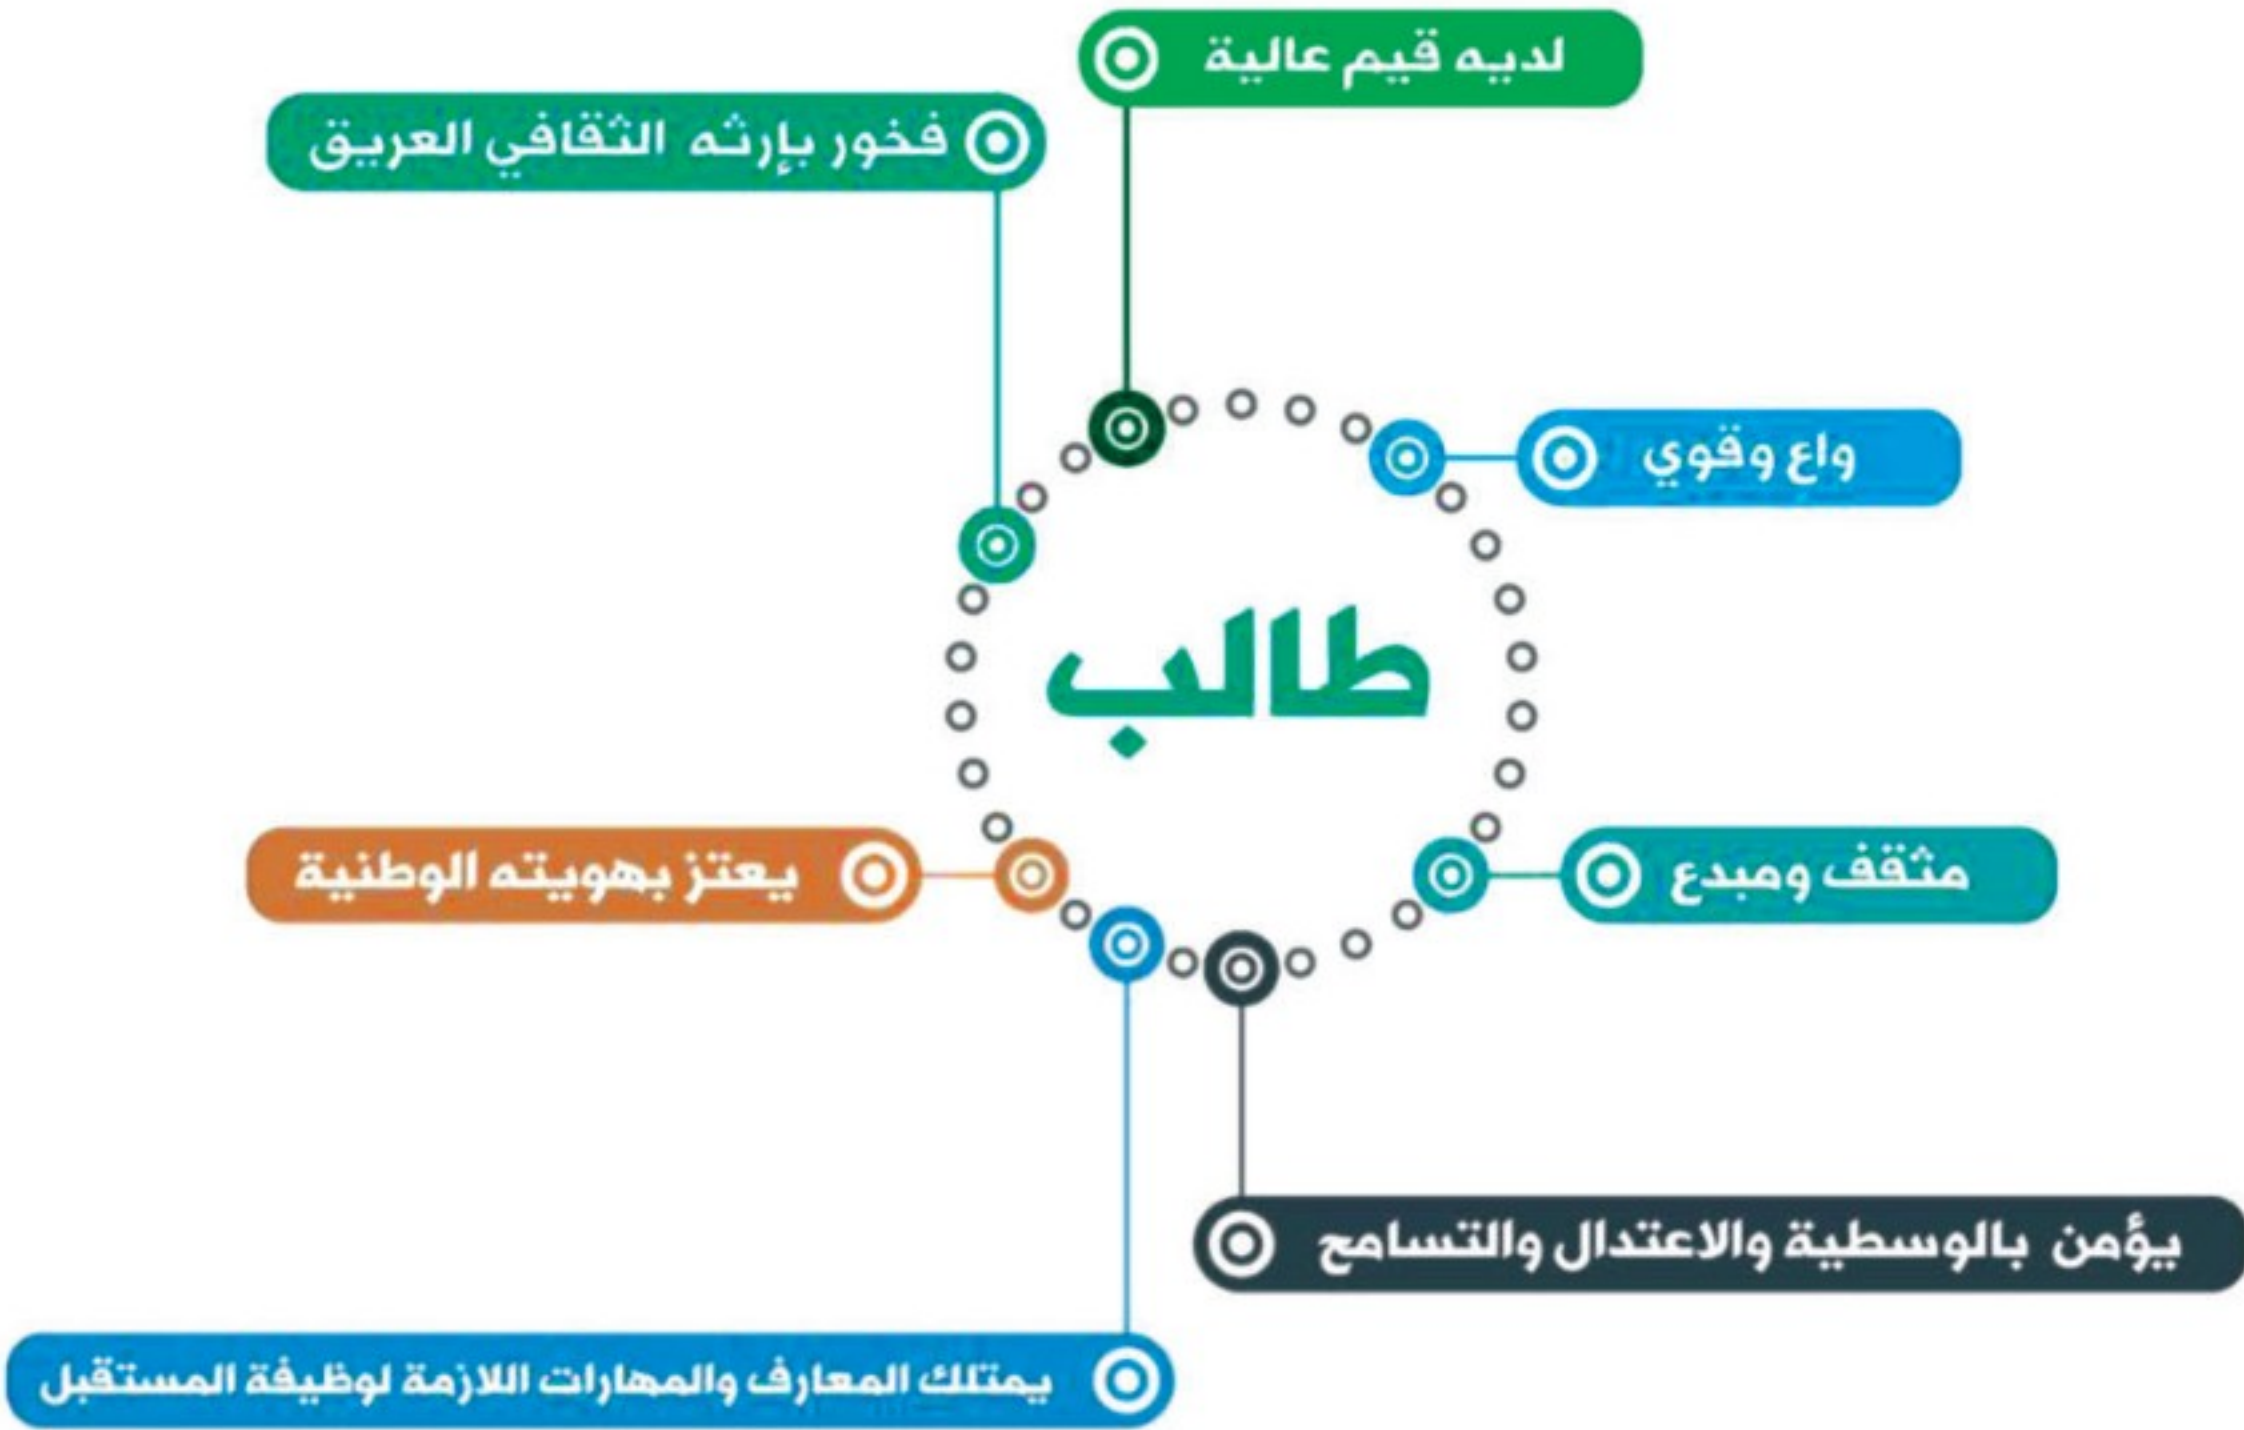 لديه قيم عالية
فخور بإرثه الثقافي العريق
واع وقوي
طالب
يعتز بهويته الوطنية
مثقف ومبدع
يؤمن بالوسطية والاعتدال والتسامح
يمتلك المعارف والمهارات اللازمة لوظيفة المستقبل